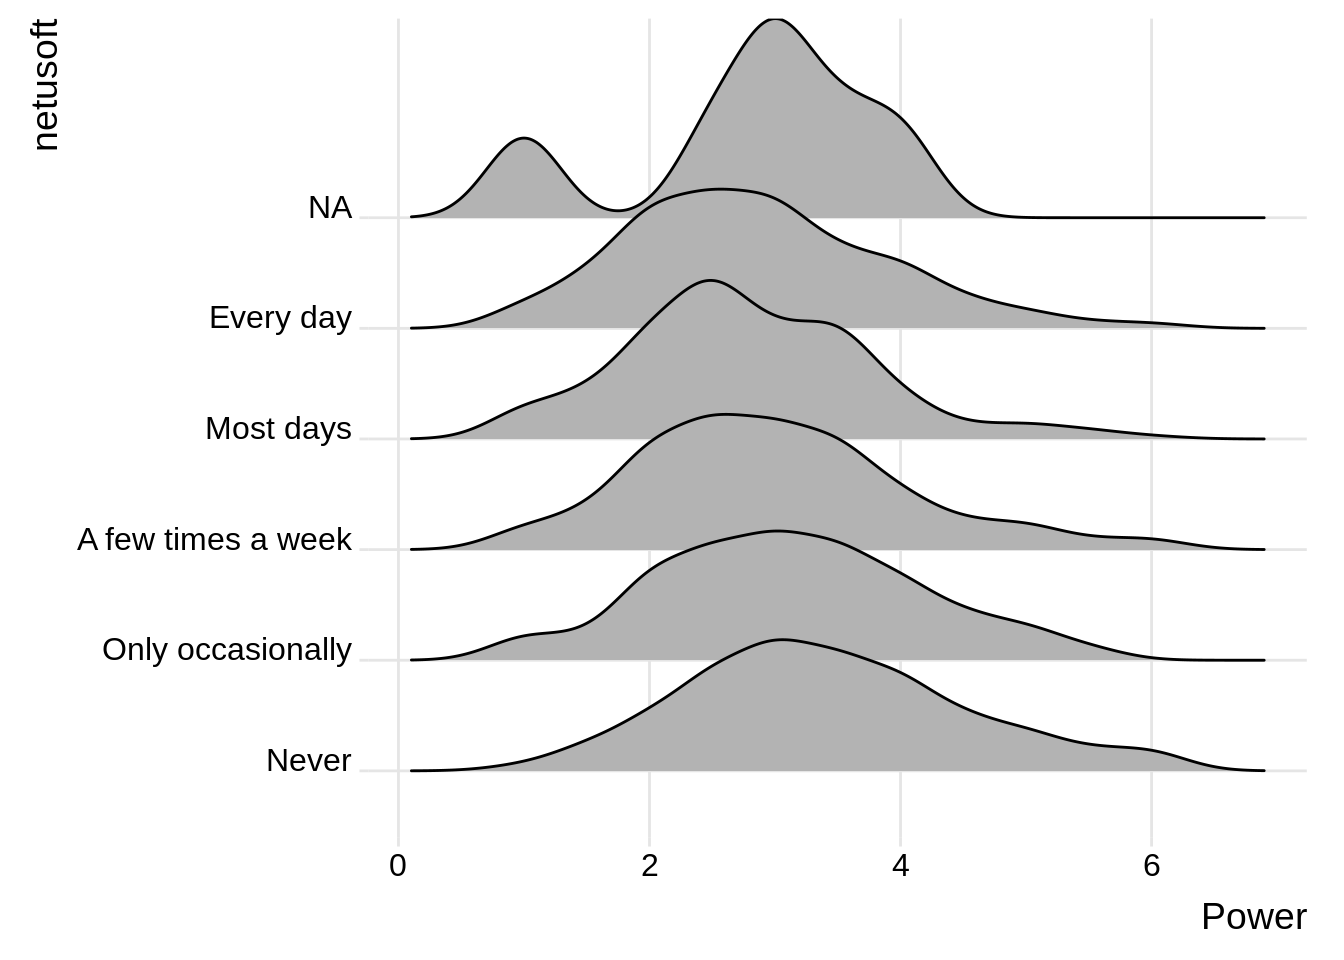 netusoft
NA
Every day
Most days
A few times a week
Only occasionally
Never
0 2 4 6
Power